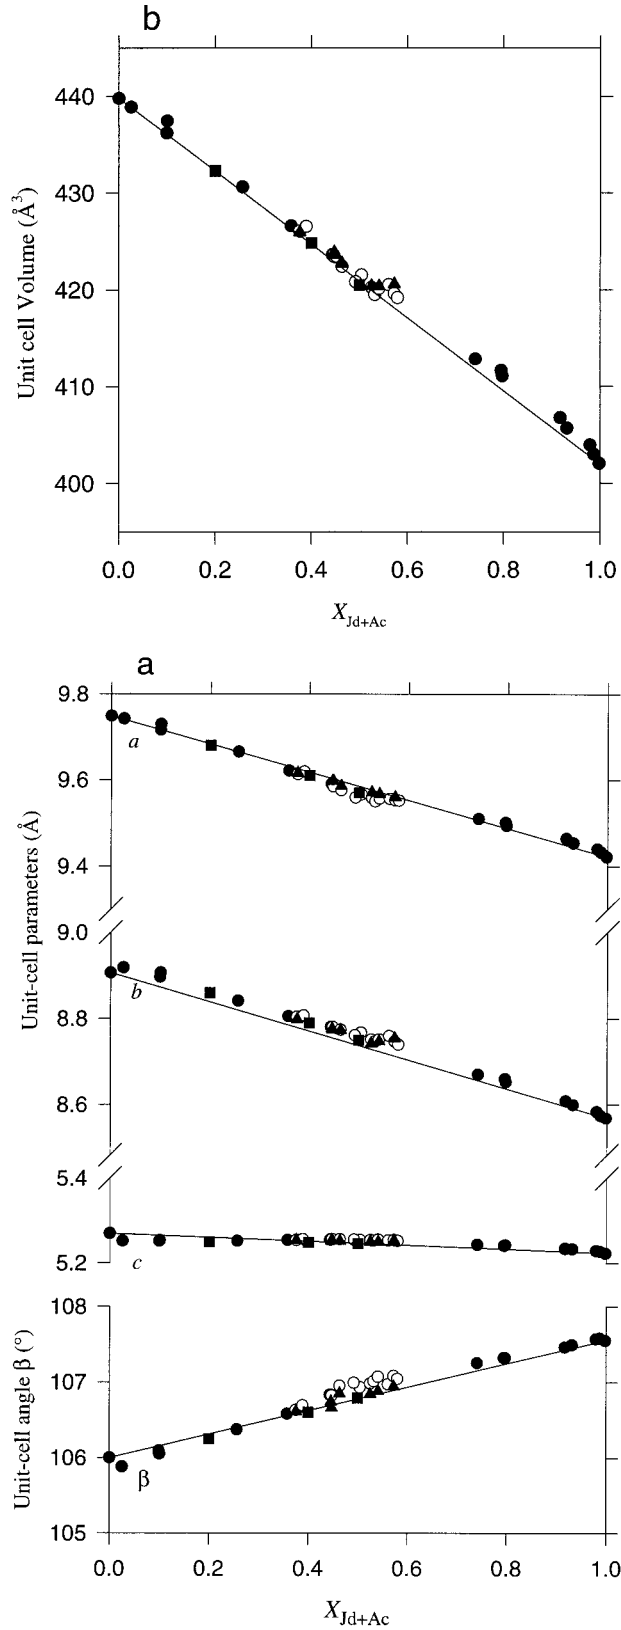 b
440
430
420
410
400
Unit cell Volume (Å³)
0.0 0.2 0.4 0.6 0.8 1.0
X_Jd+Ac
a
9.8
9.6
9.4
a
9.0
8.8
8.6
b
5.4
5.2
c
Unit-cell parameters (Å)
108
107
106
105
β
Unit-cell angle β (°)
0.0 0.2 0.4 0.6 0.8 1.0
X_Jd+Ac